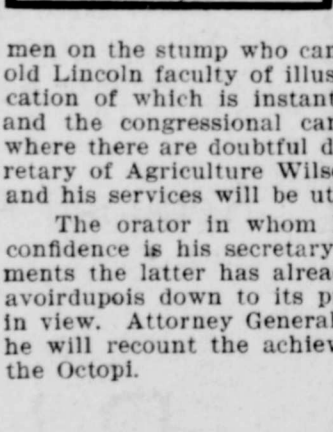 men on the stump who car
old Lincoln faculty of illus
cation of which is instant
and the congressional car
where there are doubtful d
retary of Agriculture Wils
and his services will be ut
The orator in whom
confidence is his secretary
ments the latter has alrea
avoirdupois down to its p
in view. Attorney General
he will recount the achiev
the Octopi.